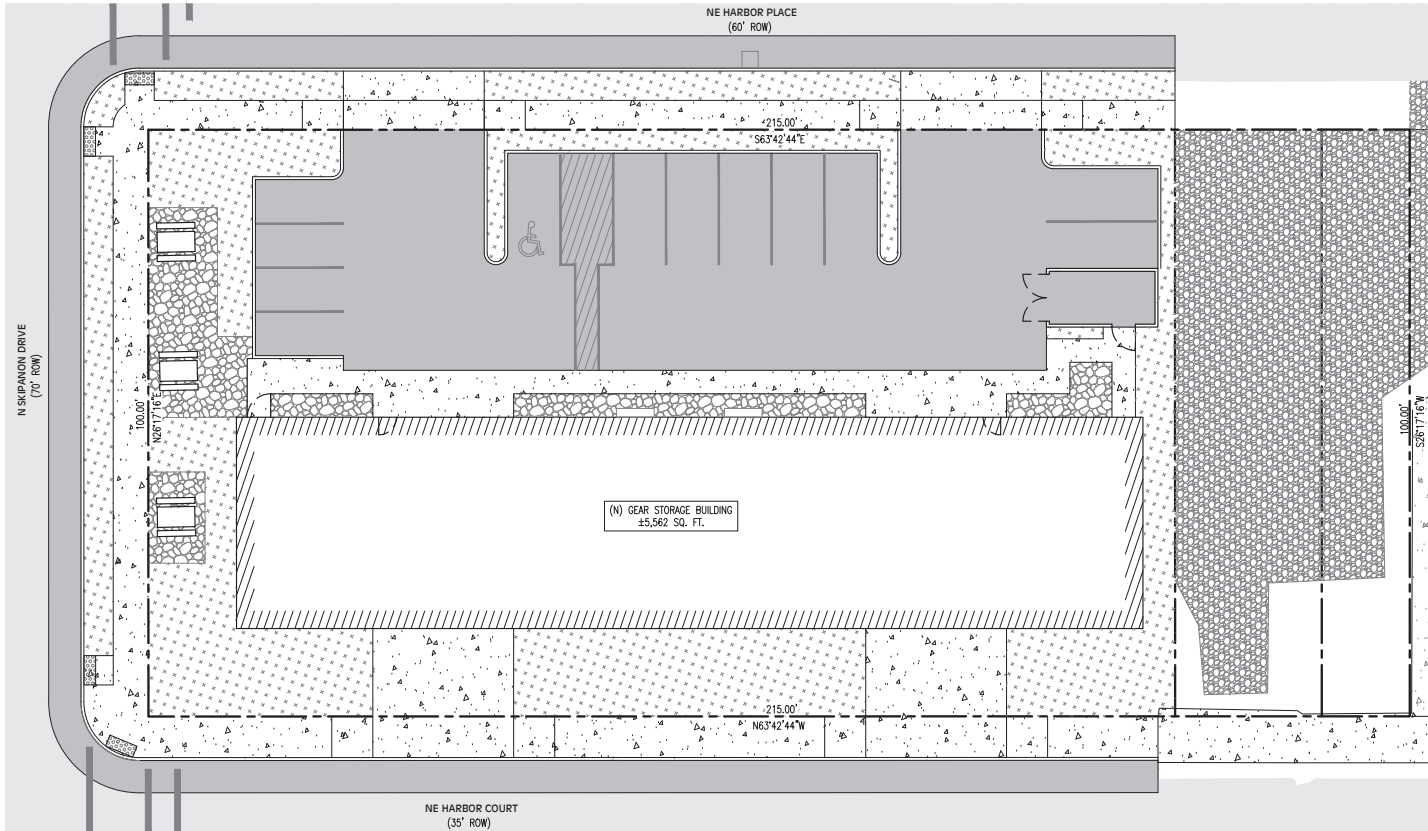 NE HARBOR PLACE
(60' ROW)
215.00'
S63°42'44"E
N SKIPANON DRIVE
(70' ROW)
100.00'
N26°17'16"E
100.00'
S26°17'16"W
(N) GEAR STORAGE BUILDING
±5,562 SQ. FT.
215.00'
N63°42'44"W
NE HARBOR COURT
(35' ROW)